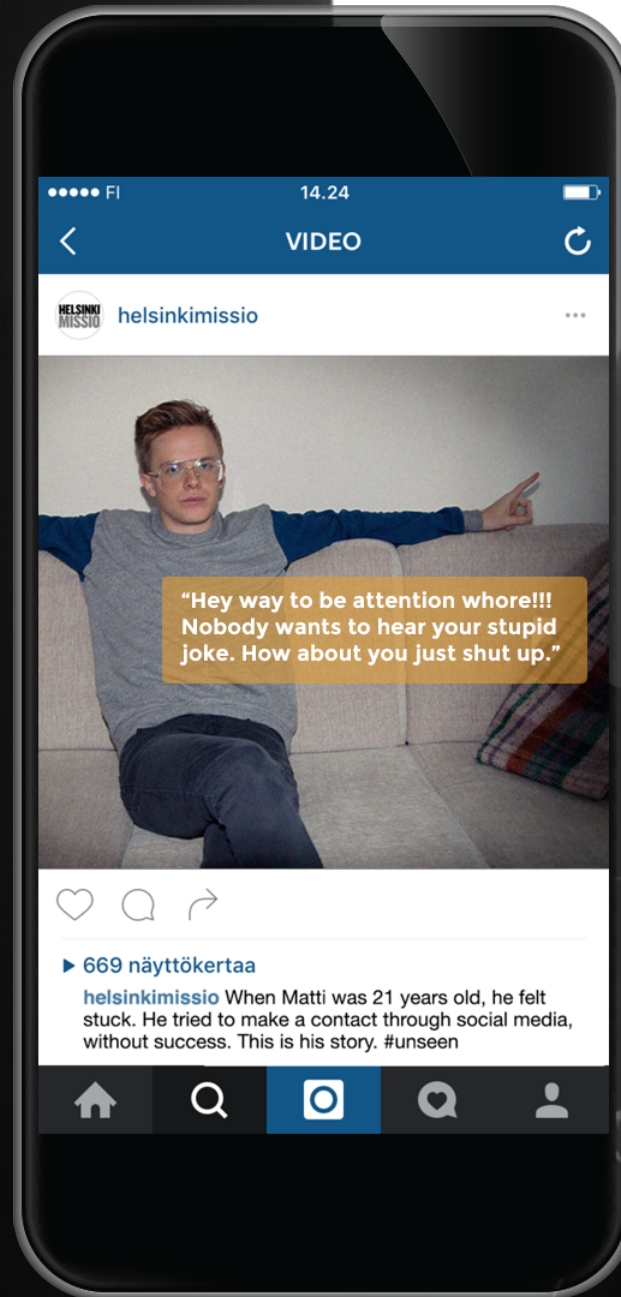 FI 14.24
VIDEO
HELSINKI
MISSIO
helsinkimissio
“Hey way to be attention whore!!!
Nobody wants to hear your stupid
joke. How about you just shut up.”
669 näyttökertaa
helsinkimissio When Matti was 21 years old, he felt
stuck. He tried to make a contact through social media,
without success. This is his story. #unseen